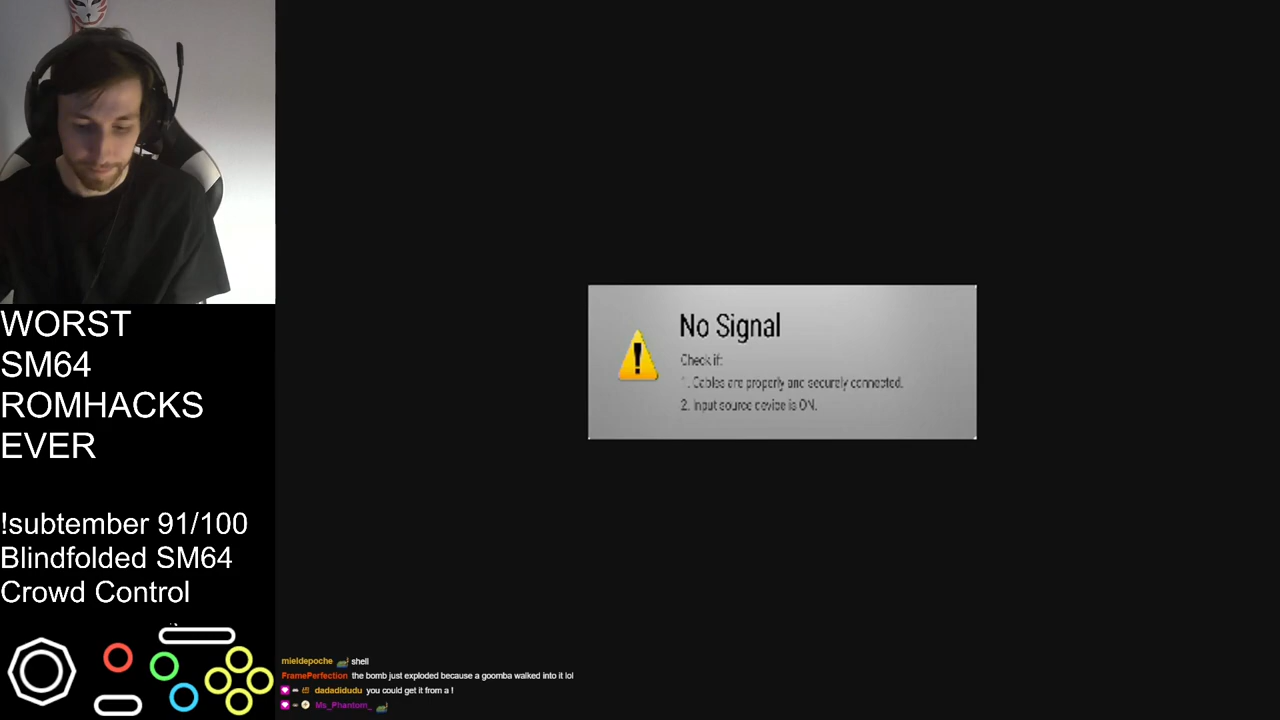 WORST
SM64
ROMHACKS
EVER
!subtember 91/100
Blindfolded SM64
Crowd Control
No Signal
Check if:
1. Cables are properly and securely connected.
2. Input source device is ON.
mieldepoche shell
FramePerfection the bomb just exploded because a goomba walked into it lol
dadadidudu you could get it from a !
Ms_Phantom_